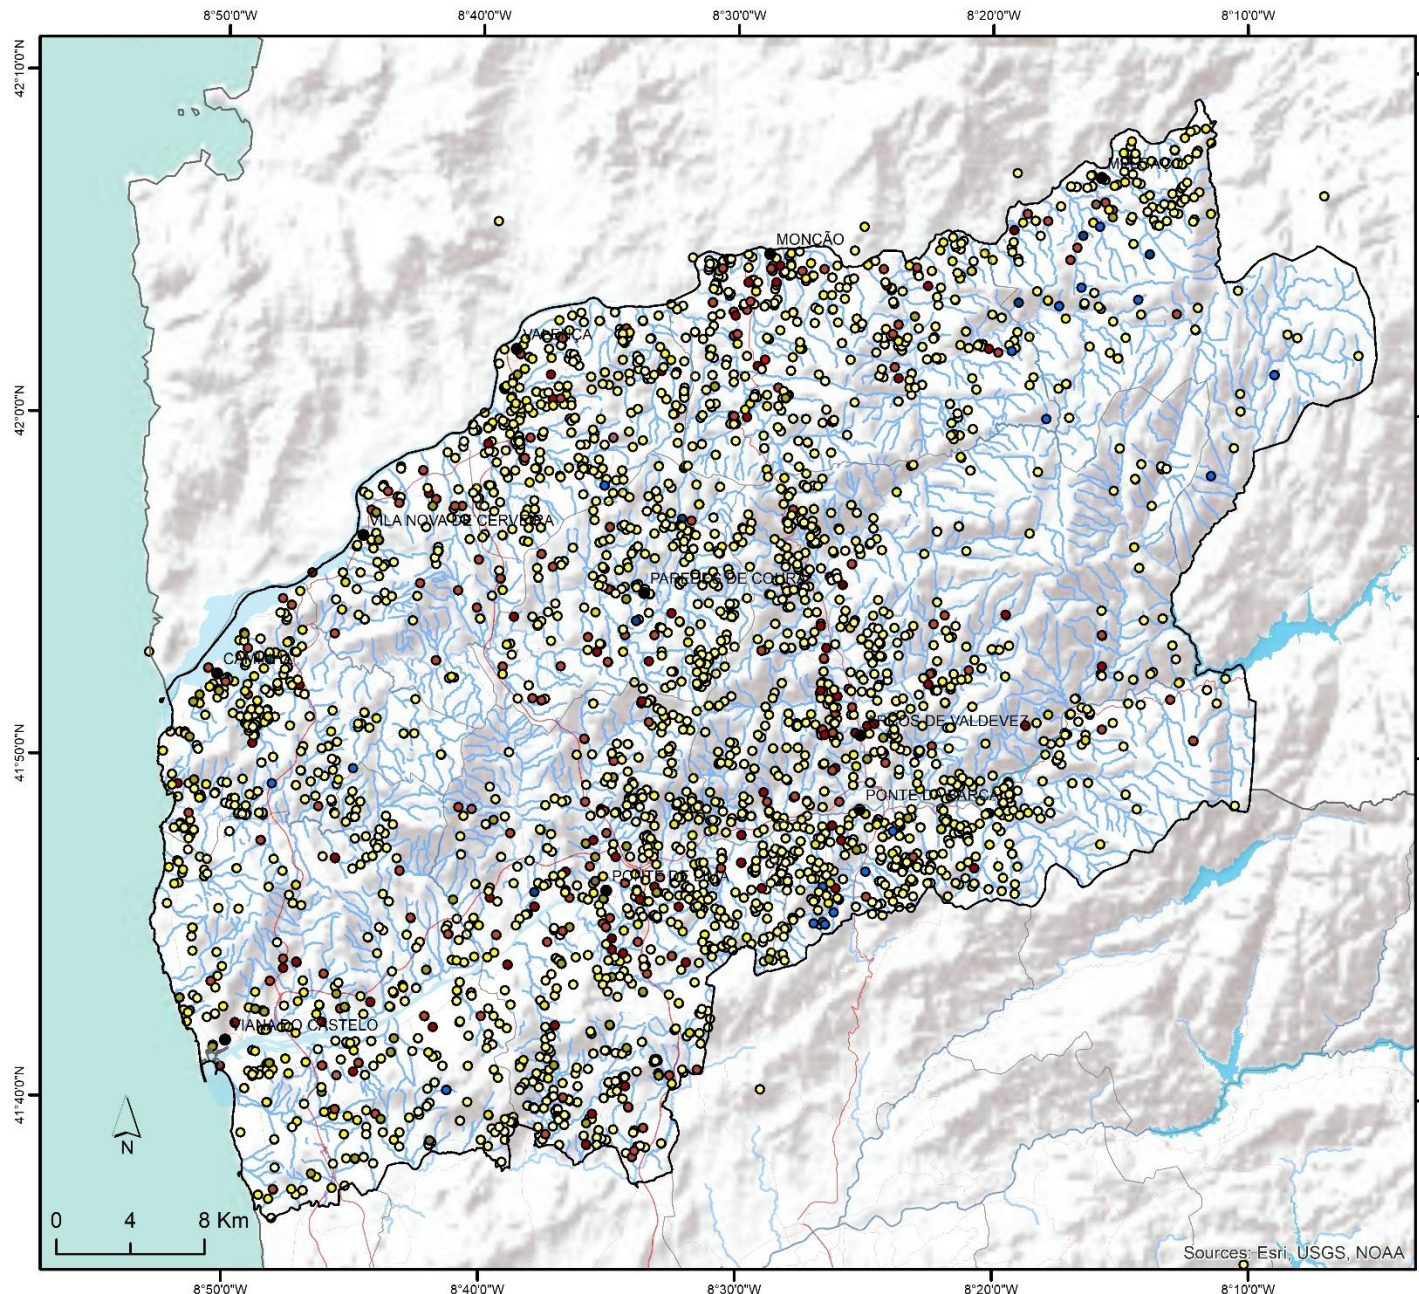 8°50'0"W
8°40'0"W
8°30'0"W
8°20'0"W
8°10'0"W
42°10'0"N
MELGAÇO
MONÇÃO
VALENÇA
42°0'0"N
VILA NOVA DE CERVEIRA
PAREDES DE COURA
CAMINHA
ARCOS DE VALDEVEZ
41°50'0"N
PONTE DA BARCA
PONTE DE LIMA
VIANA DO CASTELO
41°40'0"N
N
0 4 8 Km
Sources: Esri, USGS, NOAA
8°50'0"W
8°40'0"W
8°30'0"W
8°20'0"W
8°10'0"W